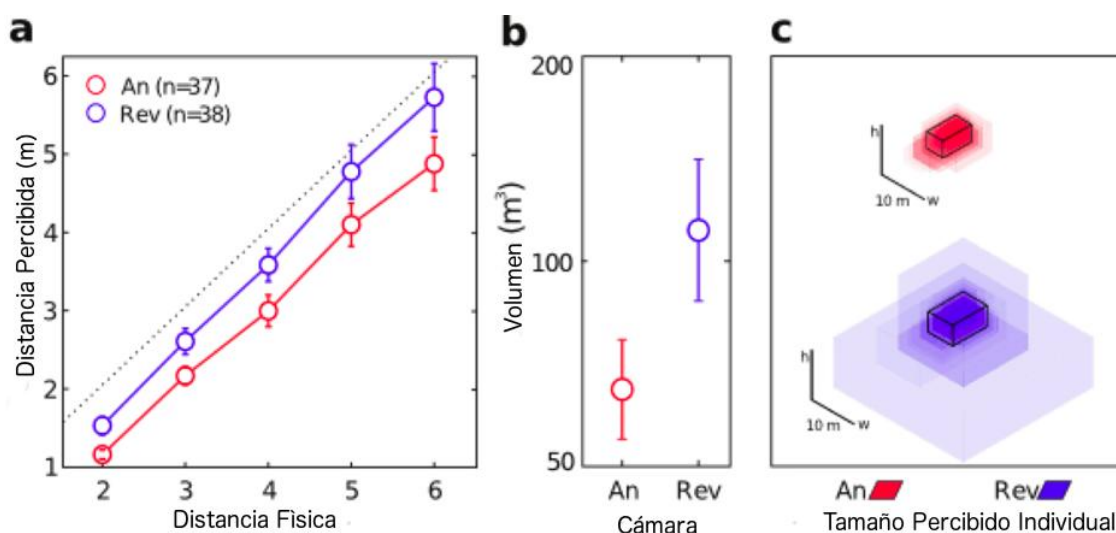 a
Distancia Percibida (m)
6
5
4
3
2
1
An (n=37)
Rev (n=38)
2 3 4 5 6
Distancia Fìsica
b
Volumen (m³)
200
100
50
An Rev
Cámara
c
h
10 m w
h
10 m w
An Rev
Tamaño Percibido Individual